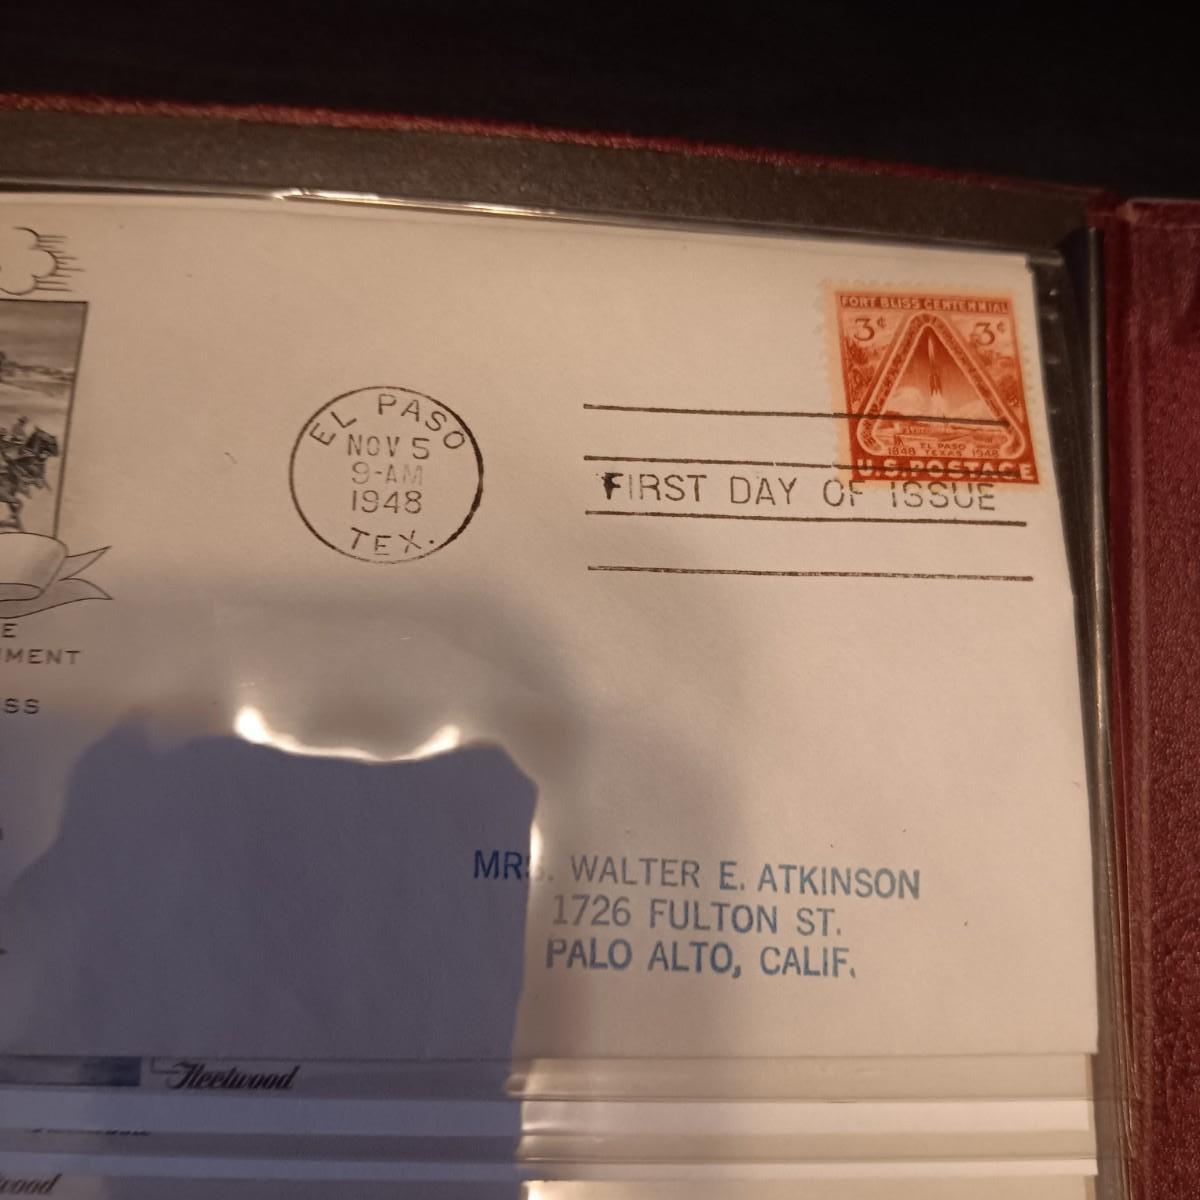 FORT BLISS CENTENNIAL
3¢ 3¢
EL PASO
TEXAS
1848 1948
U.S. POSTAGE
EL PASO
NOV 5
9-AM
1948
TEX.
FIRST DAY OF ISSUE
E
MENT
SS
MRS. WALTER E. ATKINSON
1726 FULTON ST.
PALO ALTO, CALIF.
Fleetwood
wood